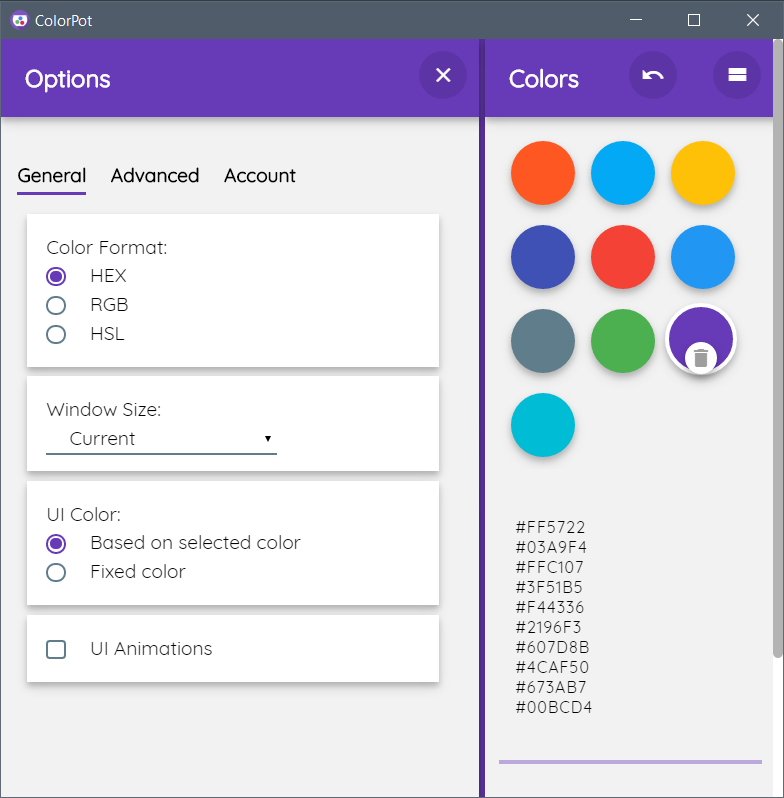 ColorPot
Options
Colors
General Advanced Account
Color Format:
HEX
RGB
HSL
Window Size:
Current
UI Color:
Based on selected color
Fixed color
UI Animations
#FF5722
#03A9F4
#FFC107
#3F51B5
#F44336
#2196F3
#607D8B
#4CAF50
#673AB7
#00BCD4